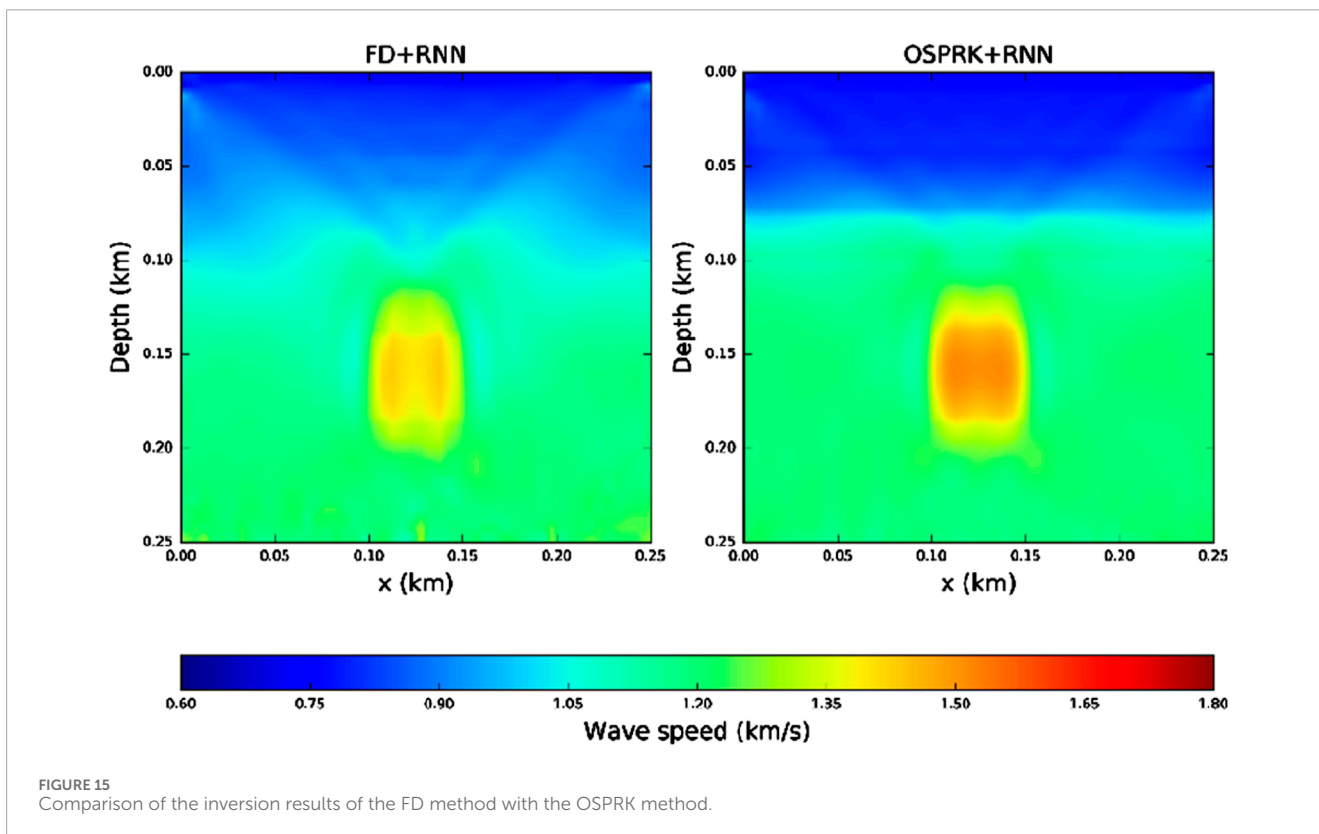 FD+RNN
0.00
0.05
0.10
0.15
0.20
0.25
Depth (km)
0.00 0.05 0.10 0.15 0.20 0.25
x (km)
OSPRK+RNN
0.00
0.05
0.10
0.15
0.20
0.25
Depth (km)
0.00 0.05 0.10 0.15 0.20 0.25
x (km)
0.60 0.75 0.90 1.05 1.20 1.35 1.50 1.65 1.80
Wave speed (km/s)
FIGURE 15
Comparison of the inversion results of the FD method with the OSPRK method.